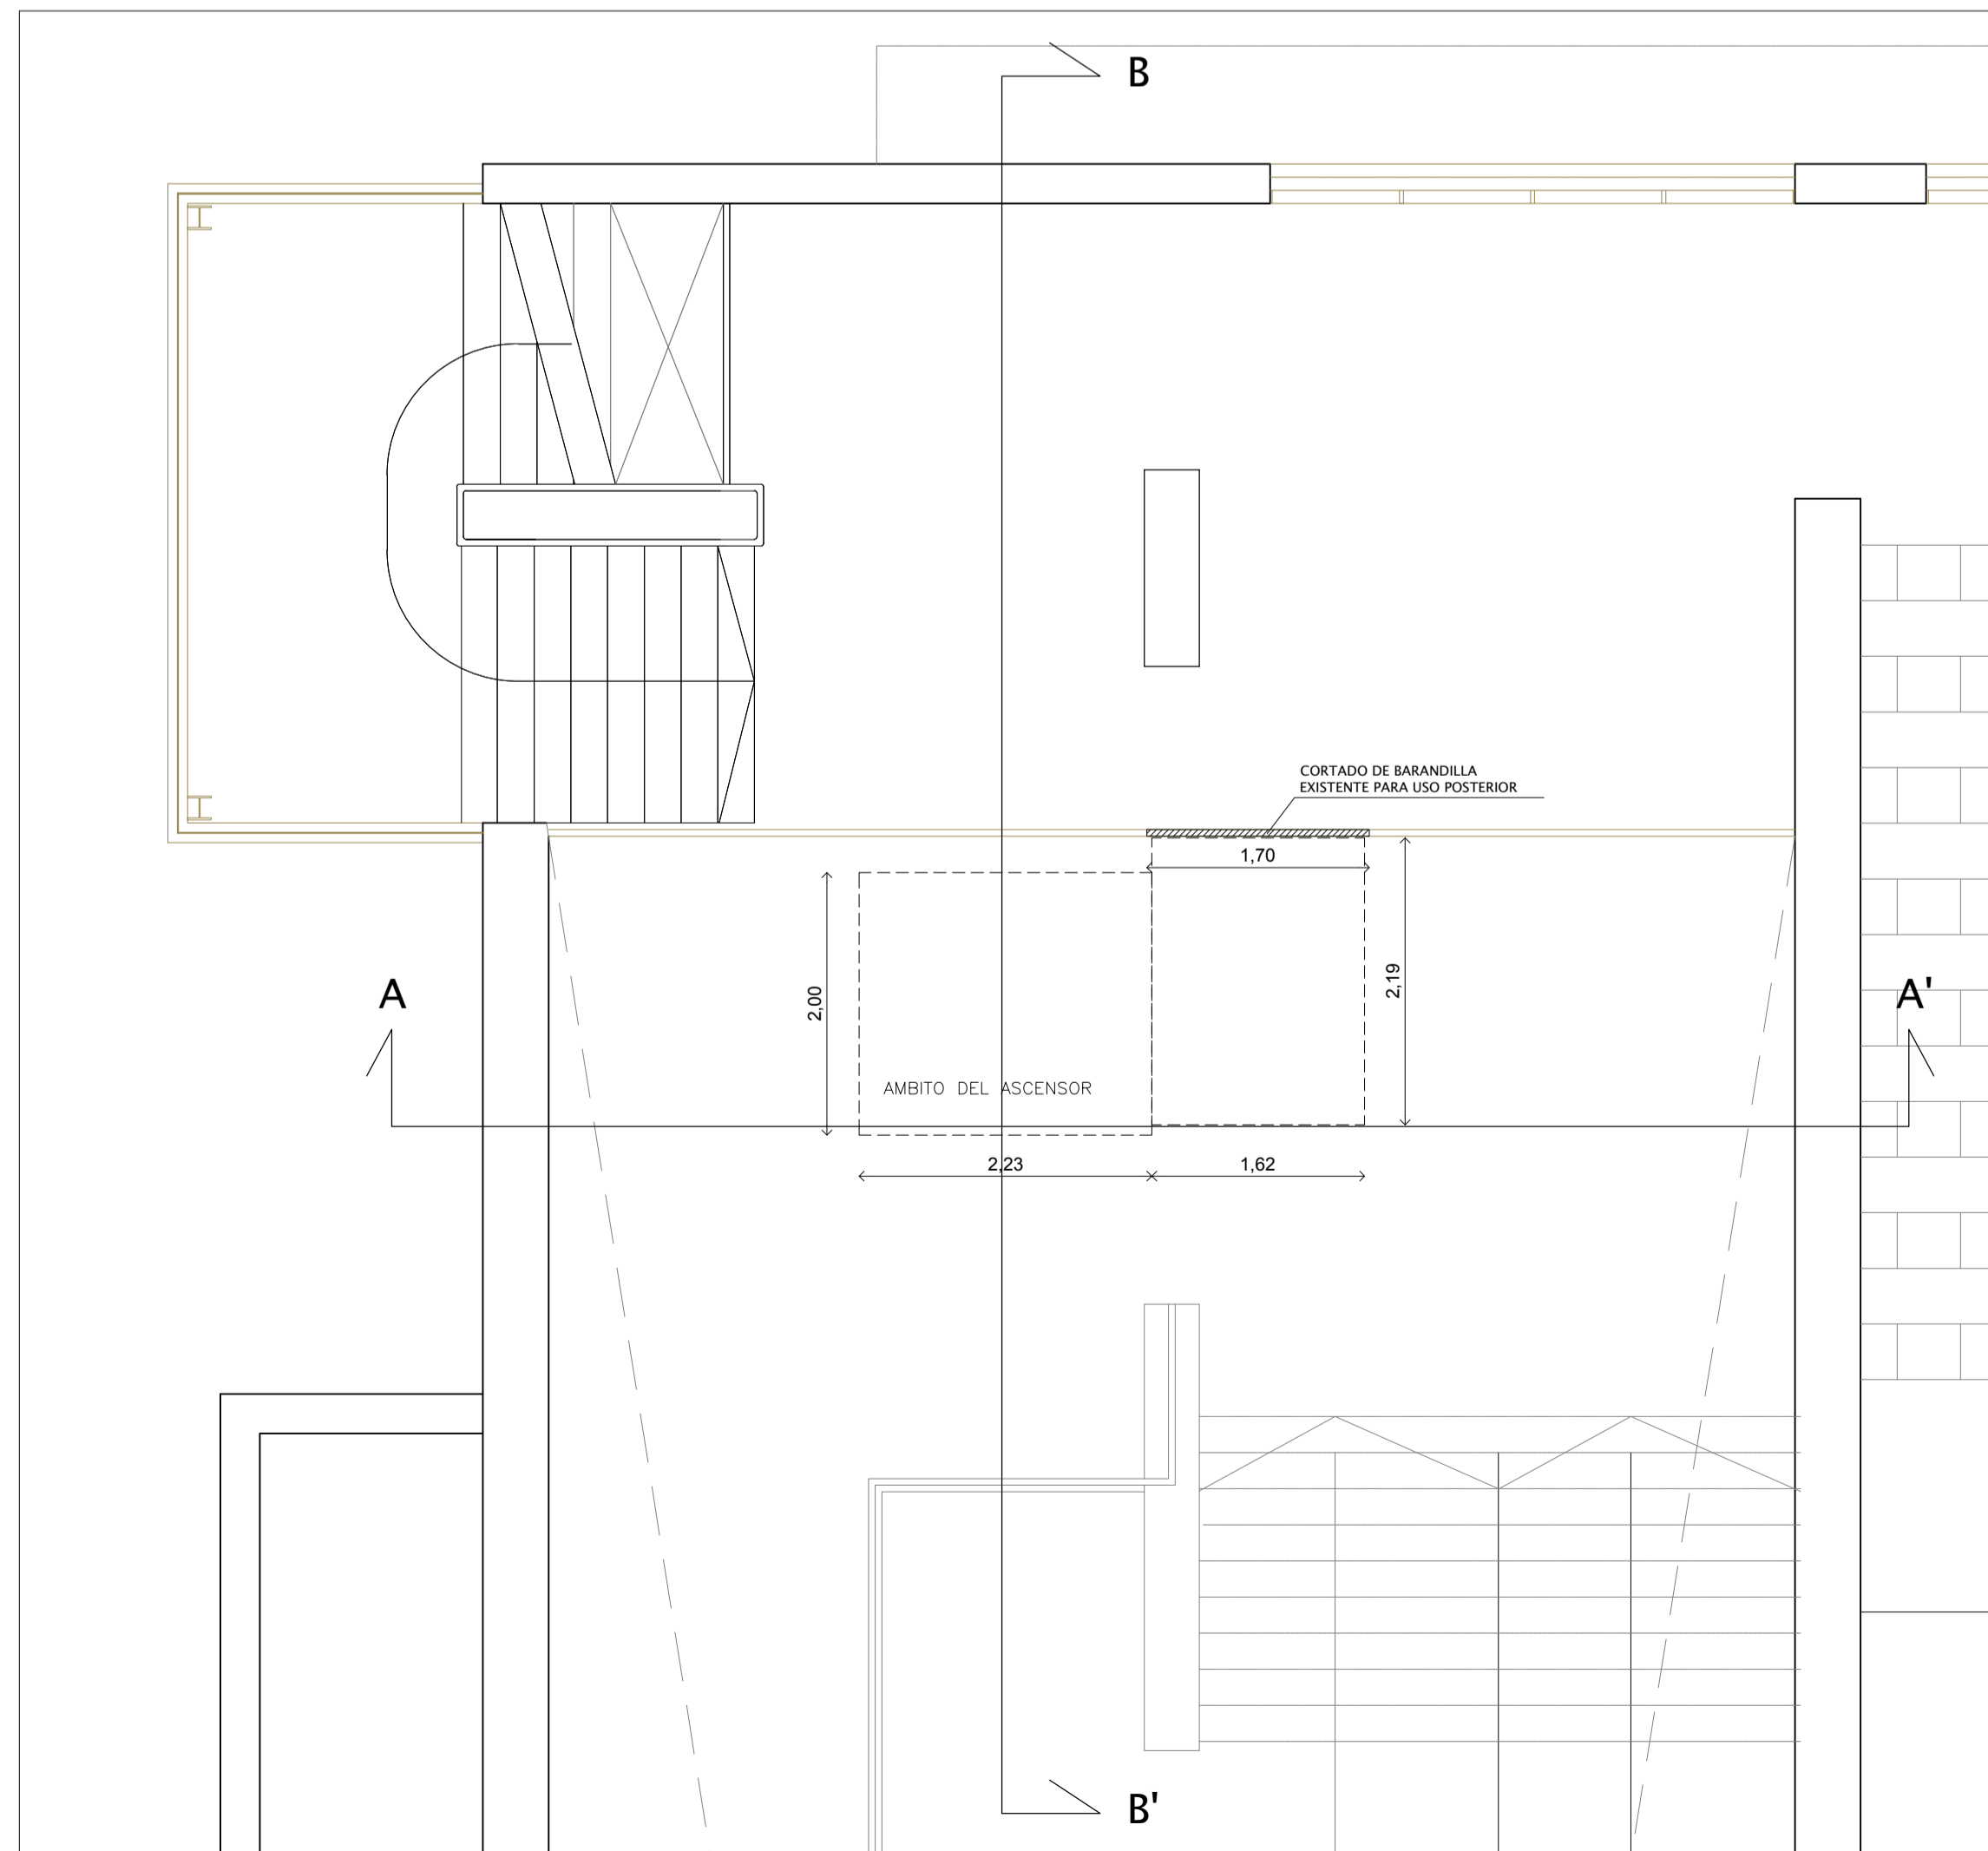 B
CORTADO DE BARANDILLA
EXISTENTE PARA USO POSTERIOR
1,70
A
2,00
2,19
A'
AMBITO DEL ASCENSOR
2,23
1,62
B'